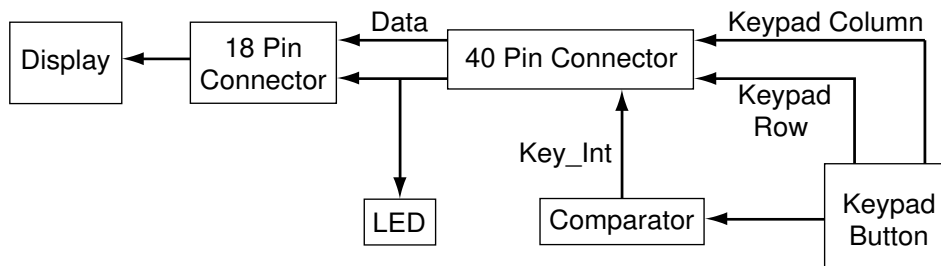 Display
18 Pin
Connector
Data
40 Pin Connector
Keypad Column
Keypad
Row
Key_Int
LED
Comparator
Keypad
Button